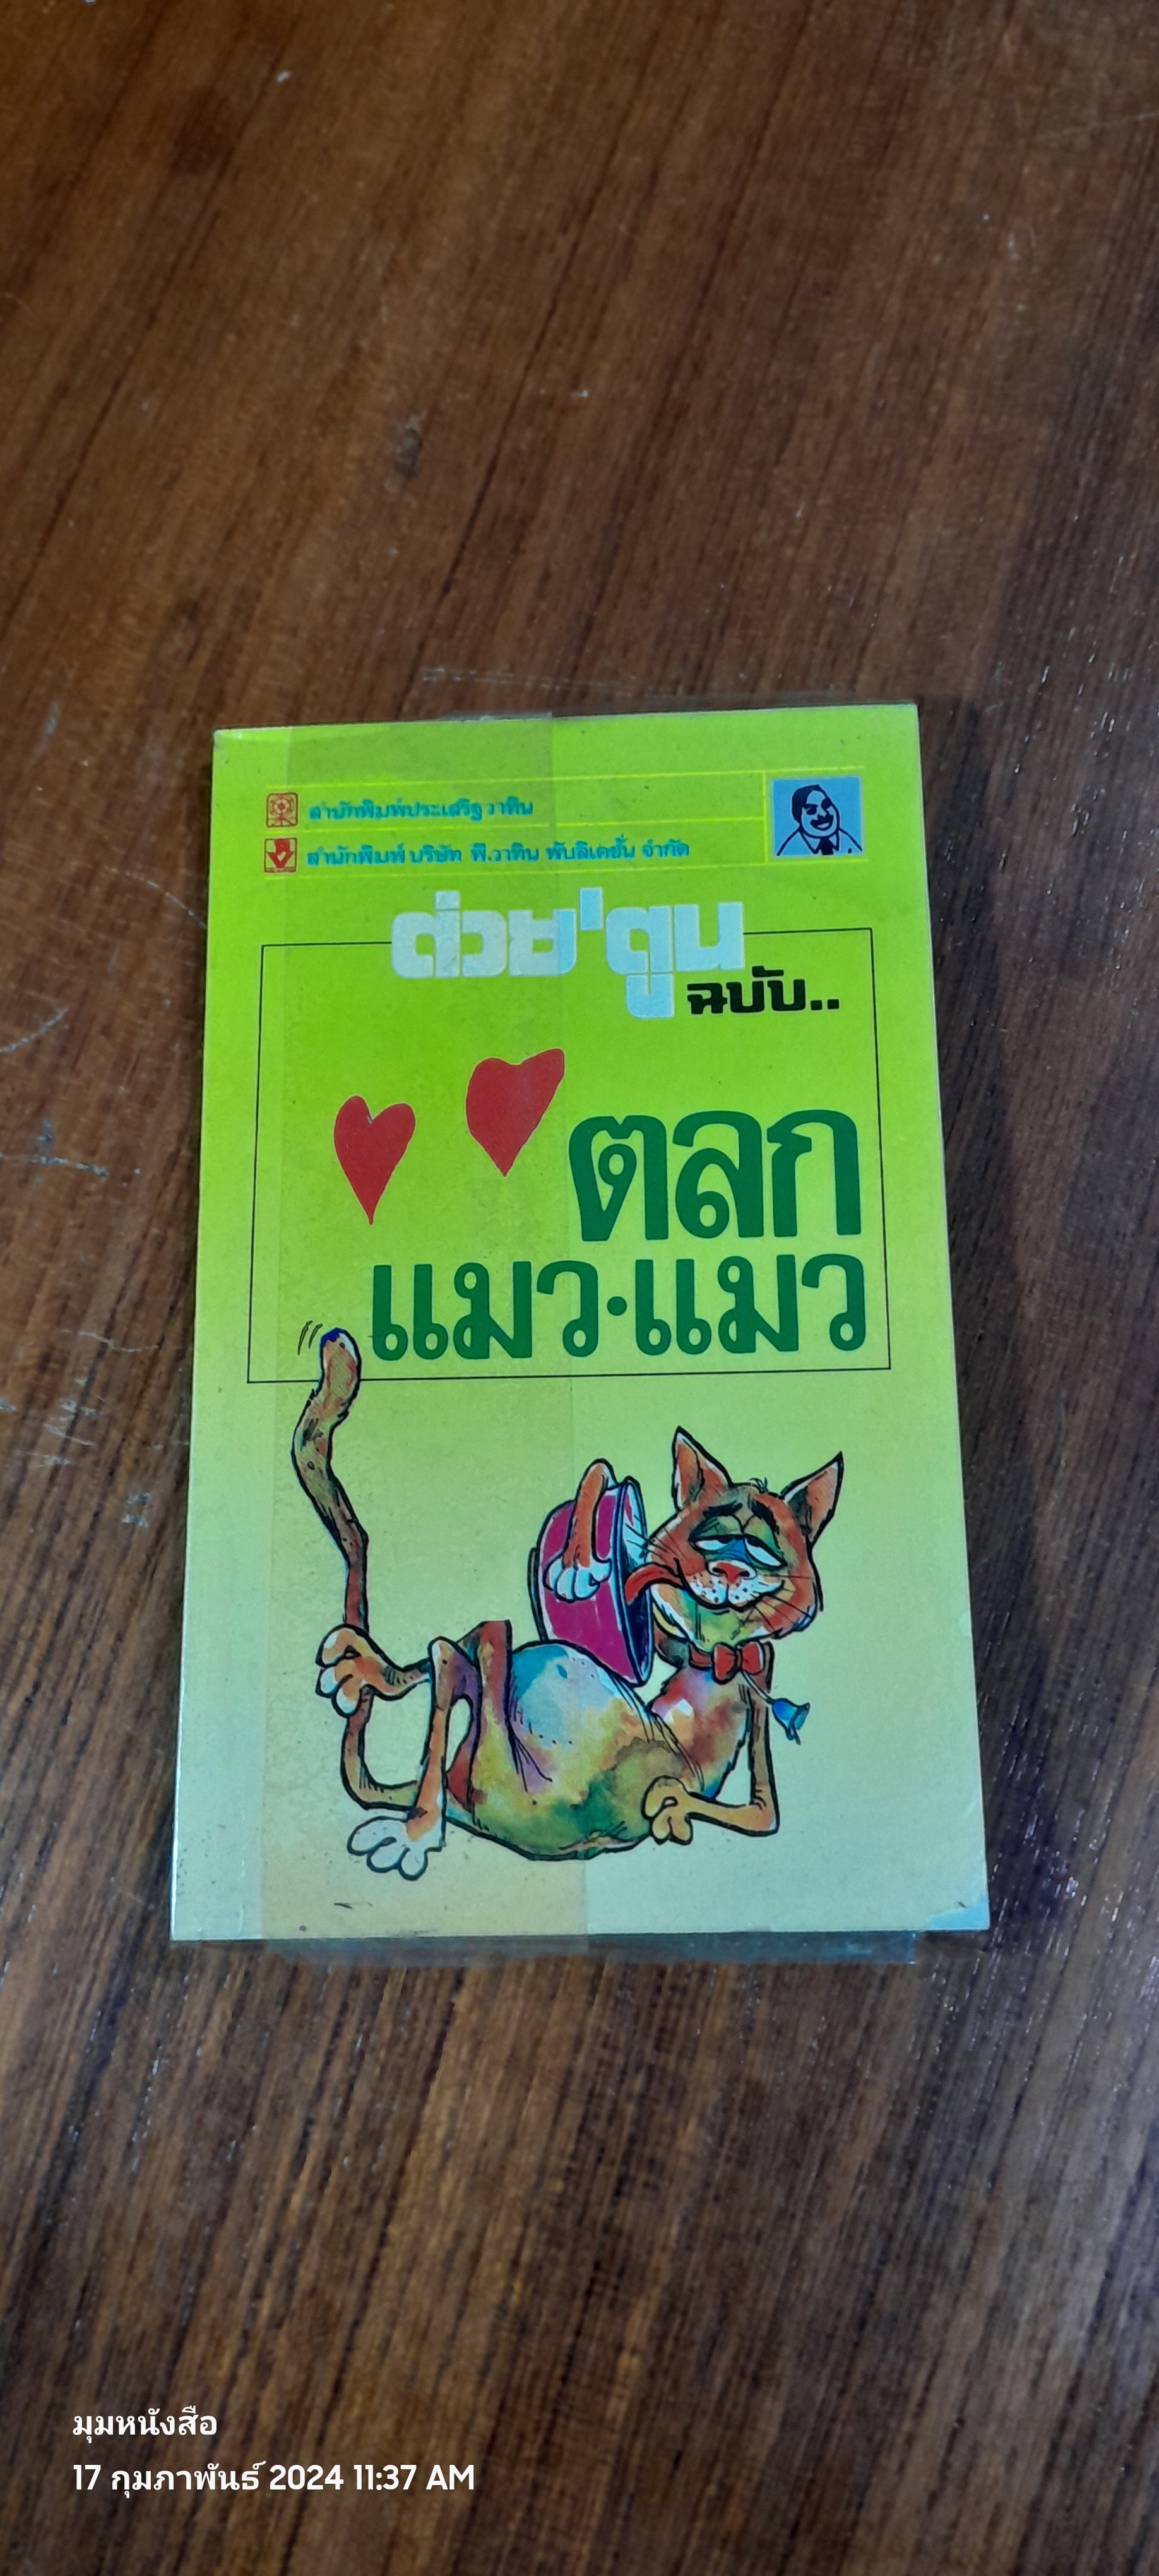 สำนักพิมพ์ประเสริฐ วาทิน
สำนักพิมพ์ บริษัท พี.วาทิน พับลิเคชั่น จำกัด
ต่วย'ตูน
ฉบับ..
ตลก
แมว·แมว
มุมหนังสือ
17 กุมภาพันธ์ 2024 11:37 AM